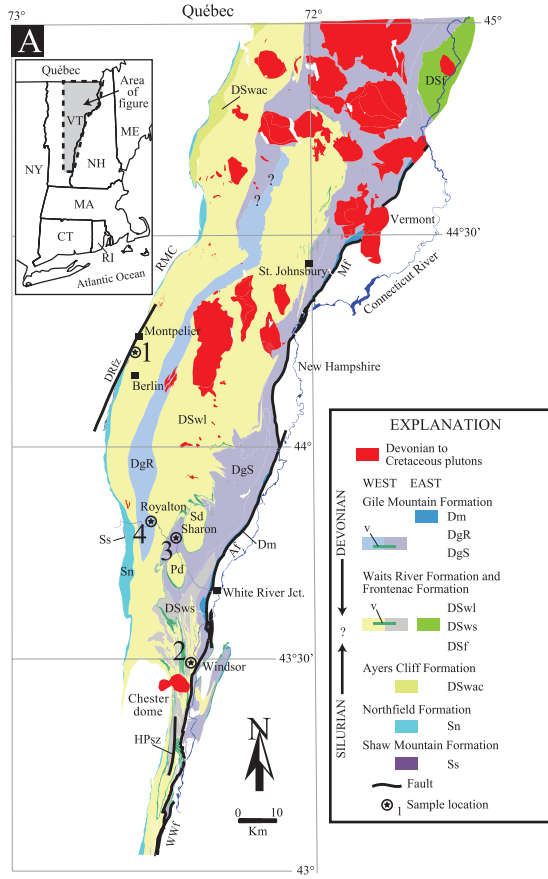 Québec
72
45°
A
Québec
Area
of
figure
VT
ME
NY
NH
MA
CT
RI
Atlantic Ocean
DSwac
DSf
?
?
Vermont
44°30'
RMC
St. Johnsbury
Mf
Connecticut River
Montpelier
1
DRfz
New Hampshire
Berlin
DSwl
44°
DgR
DgS
Royalton
Sd
Sharon
Ss
4
3
Af
Dm
Sn
Pd
White River Jct.
DSws
2
Windsor
43°30'
Chester
dome
HPsz
N
0 10
Km
WWf
43°
EXPLANATION
Devonian to
Cretaceous plutons
WEST EAST
Gile Mountain Formation
Dm
DgR
v
DgS
DEVONIAN
Waits River Formation and
Frontenac Formation
v
DSwl
DSws
DSf
?
SILURIAN
Ayers Cliff Formation
DSwac
Northfield Formation
Sn
Shaw Mountain Formation
Ss
Fault
1 Sample location